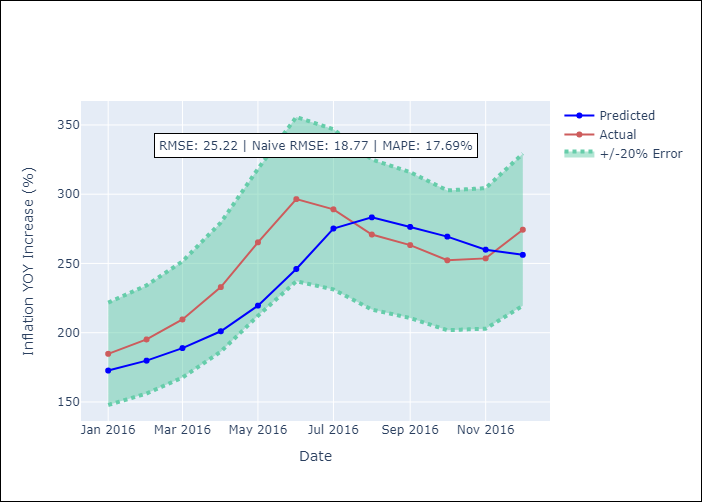 RMSE: 25.22 | Naive RMSE: 18.77 | MAPE: 17.69%
Predicted
Actual
+/-20% Error
Inflation YOY Increase (%)
350
300
250
200
150
Jan 2016
Mar 2016
May 2016
Jul 2016
Sep 2016
Nov 2016
Date